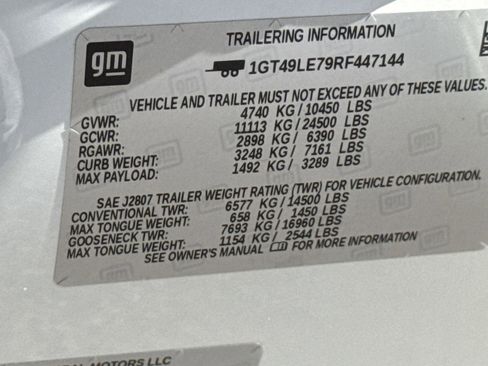 gm
TRAILERING INFORMATION
1GT49LE79RF447144
VEHICLE AND TRAILER MUST NOT EXCEED ANY OF THESE VALUES.
GVWR: 4740 KG/10450 LBS
GCWR: 11113 KG/24500 LBS
RGAWR: 2898 KG/ 6390 LBS
CURB WEIGHT: 3248 KG/ 7161 LBS
MAX PAYLOAD: 1492 KG/ 3289 LBS
SAE J2807 TRAILER WEIGHT RATING (TWR) FOR VEHICLE CONFIGURATION.
CONVENTIONAL TWR: 6577 KG/14500 LBS
MAX TONGUE WEIGHT: 658 KG/ 1450 LBS
GOOSENECK TWR: 7693 KG/16960 LBS
MAX TONGUE WEIGHT: 1154 KG/ 2544 LBS
SEE OWNER'S MANUAL FOR MORE INFORMATION
MOTORS LLC